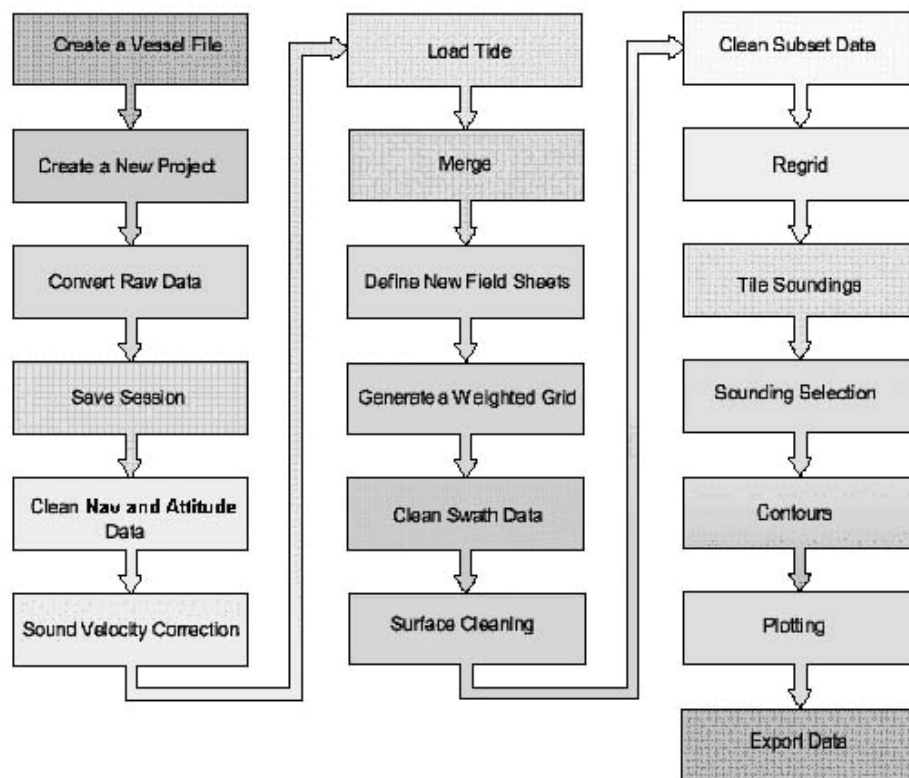 Create a Vessel File
Create a New Project
Convert Raw Data
Save Session
Clean Nav and Attitude
Data
Sound Velocity Correction
Load Tide
Merge
Define New Field Sheets
Generate a Weighted Grid
Clean Swath Data
Surface Cleaning
Clean Subset Data
Regrid
Tile Soundings
Sounding Selection
Contours
Plotting
Export Data